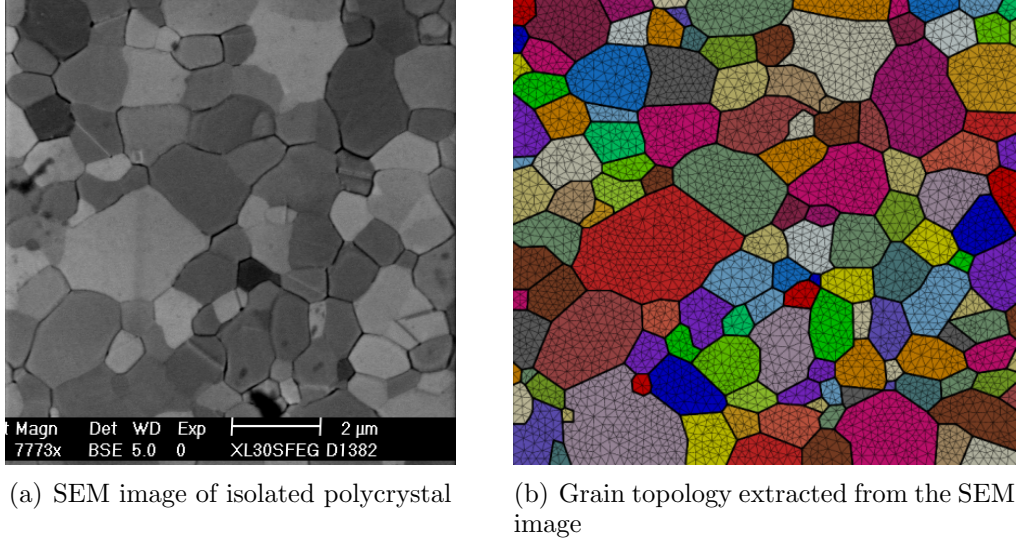 t Magn Det WD Exp 2 µm
7773x BSE 5.0 0 XL30SFEG D1382
(a) SEM image of isolated polycrystal
(b) Grain topology extracted from the SEM
image